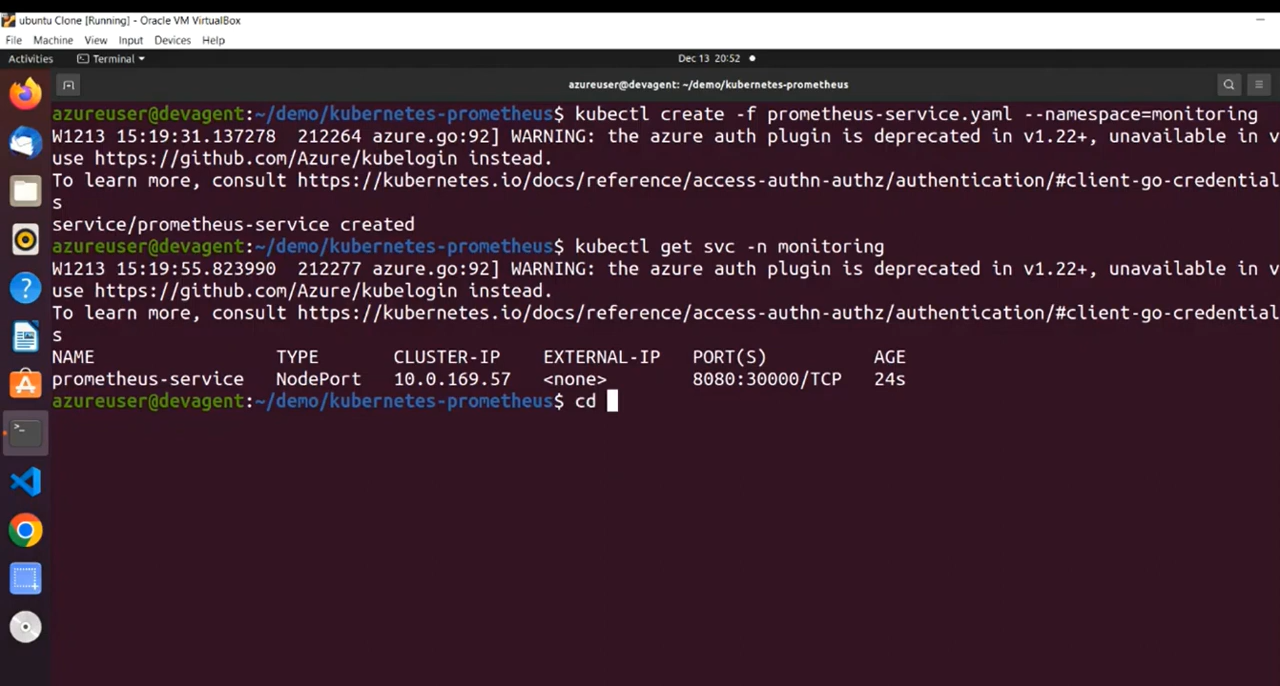 ubuntu Clone [Running] - Oracle VM VirtualBox
File Machine View Input Devices Help
Activities Terminal Dec 13 20:52
azureuser@devagent: ~/demo/kubernetes-prometheus
azureuser@devagent:~/demo/kubernetes-prometheus$ kubectl create -f prometheus-service.yaml --namespace=monitoring
W1213 15:19:31.137278 212264 azure.go:92] WARNING: the azure auth plugin is deprecated in v1.22+, unavailable in v
use https://github.com/Azure/kubelogin instead.
To learn more, consult https://kubernetes.io/docs/reference/access-authn-authz/authentication/#client-go-credential
s
service/prometheus-service created
azureuser@devagent:~/demo/kubernetes-prometheus$ kubectl get svc -n monitoring
W1213 15:19:55.823990 212277 azure.go:92] WARNING: the azure auth plugin is deprecated in v1.22+, unavailable in v
use https://github.com/Azure/kubelogin instead.
To learn more, consult https://kubernetes.io/docs/reference/access-authn-authz/authentication/#client-go-credential
s
NAME TYPE CLUSTER-IP EXTERNAL-IP PORT(S) AGE
prometheus-service NodePort 10.0.169.57 <none> 8080:30000/TCP 24s
azureuser@devagent:~/demo/kubernetes-prometheus$ cd